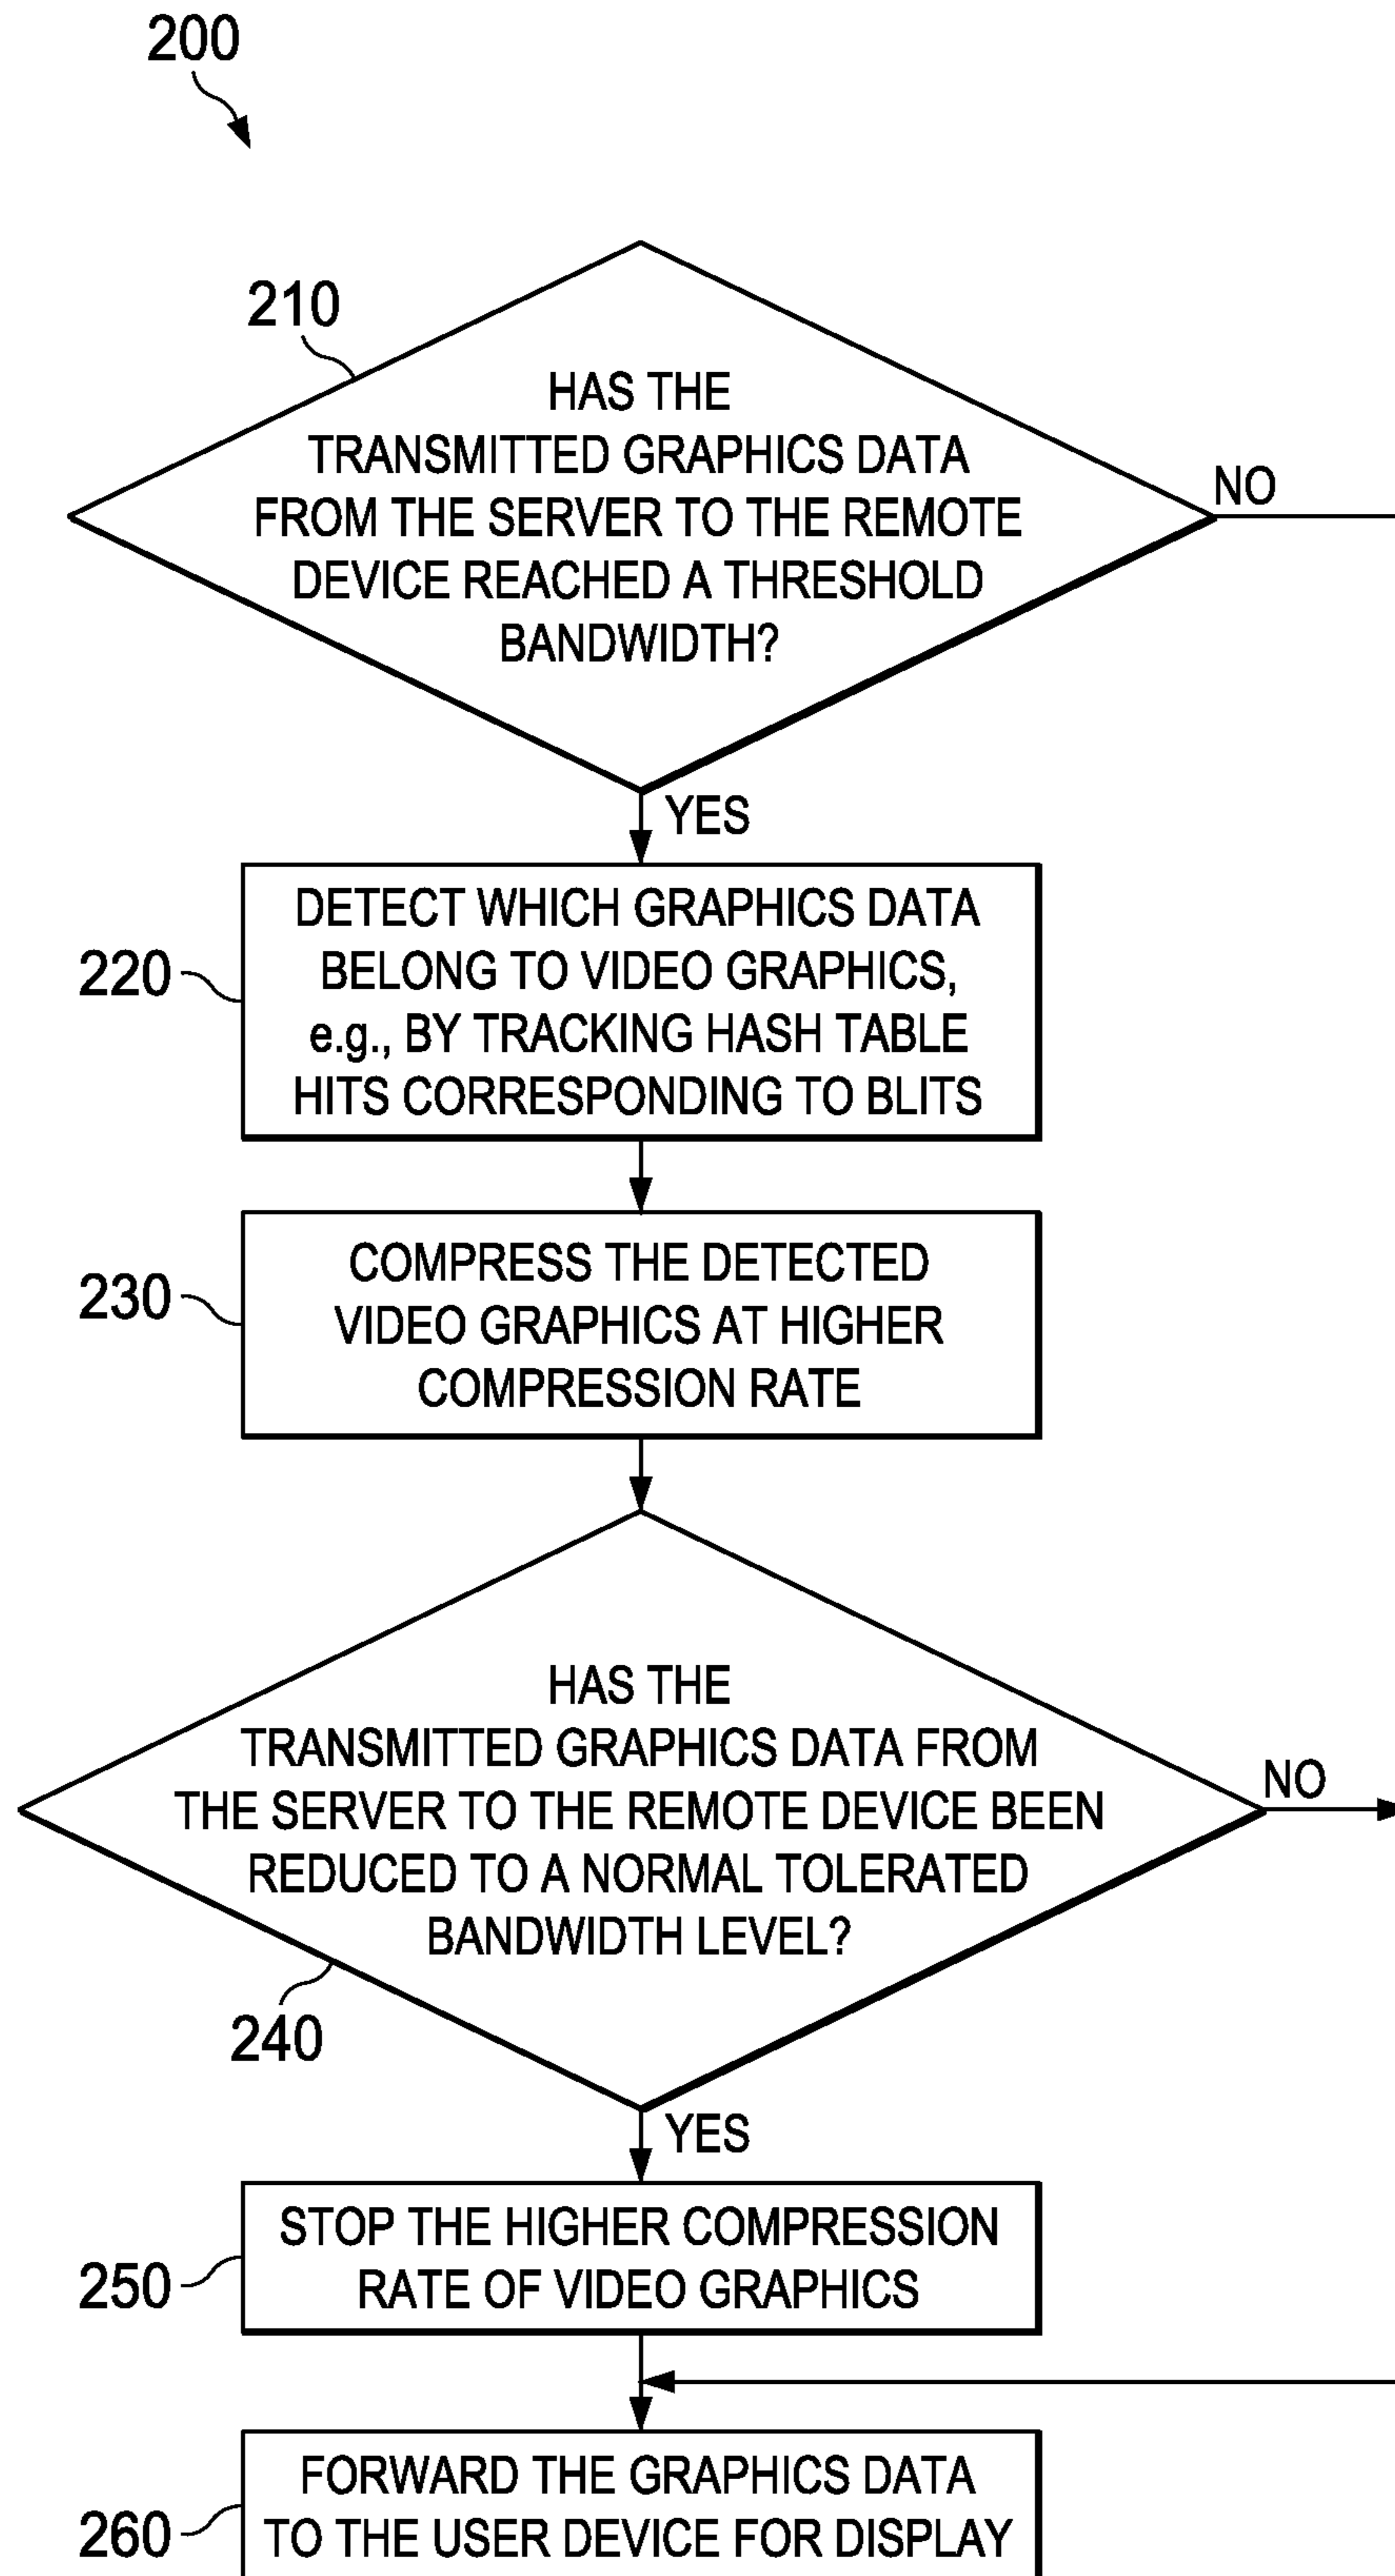 200
210
HAS THE
TRANSMITTED GRAPHICS DATA
FROM THE SERVER TO THE REMOTE
DEVICE REACHED A THRESHOLD
BANDWIDTH?
NO
YES
220
DETECT WHICH GRAPHICS DATA
BELONG TO VIDEO GRAPHICS,
e.g., BY TRACKING HASH TABLE
HITS CORRESPONDING TO BLITS
230
COMPRESS THE DETECTED
VIDEO GRAPHICS AT HIGHER
COMPRESSION RATE
HAS THE
TRANSMITTED GRAPHICS DATA FROM
THE SERVER TO THE REMOTE DEVICE BEEN
REDUCED TO A NORMAL TOLERATED
BANDWIDTH LEVEL?
NO
240
YES
250
STOP THE HIGHER COMPRESSION
RATE OF VIDEO GRAPHICS
260
FORWARD THE GRAPHICS DATA
TO THE USER DEVICE FOR DISPLAY